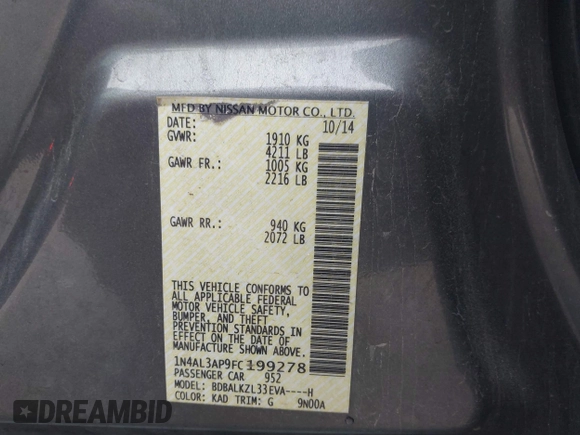 MFD BY NISSAN MOTOR CO., LTD.
DATE: 10/14
GVWR: 1910 KG
4211 LB
GAWR FR.: 1005 KG
2216 LB
GAWR RR.: 940 KG
2072 LB
THIS VEHICLE CONFORMS TO
ALL APPLICABLE FEDERAL
MOTOR VEHICLE SAFETY,
BUMPER, AND THEFT
PREVENTION STANDARDS IN
EFFECT ON THE DATE OF
MANUFACTURE SHOWN ABOVE.
1N4AL3AP9FC199278
PASSENGER CAR 952
MODEL: BDBALKZL33EVA----H
COLOR: KAD TRIM: G 9N00A
DREAMBID